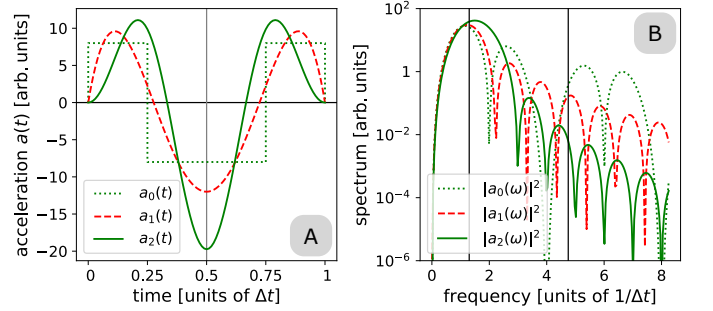 10
5
0
−5
−10
−15
−20
acceleration a(t) [arb. units]
a₀(t)
a₁(t)
a₂(t)
A
0 0.25 0.5 0.75 1
time [units of Δt]
10²
1
10⁻²
10⁻⁴
10⁻⁶
spectrum [arb. units]
B
|a₀(ω)|²
|a₁(ω)|²
|a₂(ω)|²
0 2 4 6 8
frequency [units of 1/Δt]